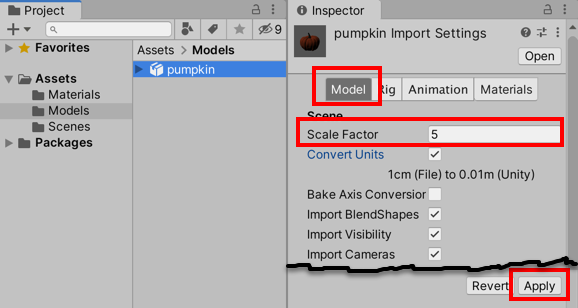 Project
9
Favorites
Assets
Materials
Models
Scenes
Packages
Assets > Models
pumpkin
Inspector
pumpkin Import Settings
Open
Model Rig Animation Materials
Scene
Scale Factor 5
Convert Units
1cm (File) to 0.01m (Unity)
Bake Axis Conversion
Import BlendShapes
Import Visibility
Import Cameras
Revert Apply